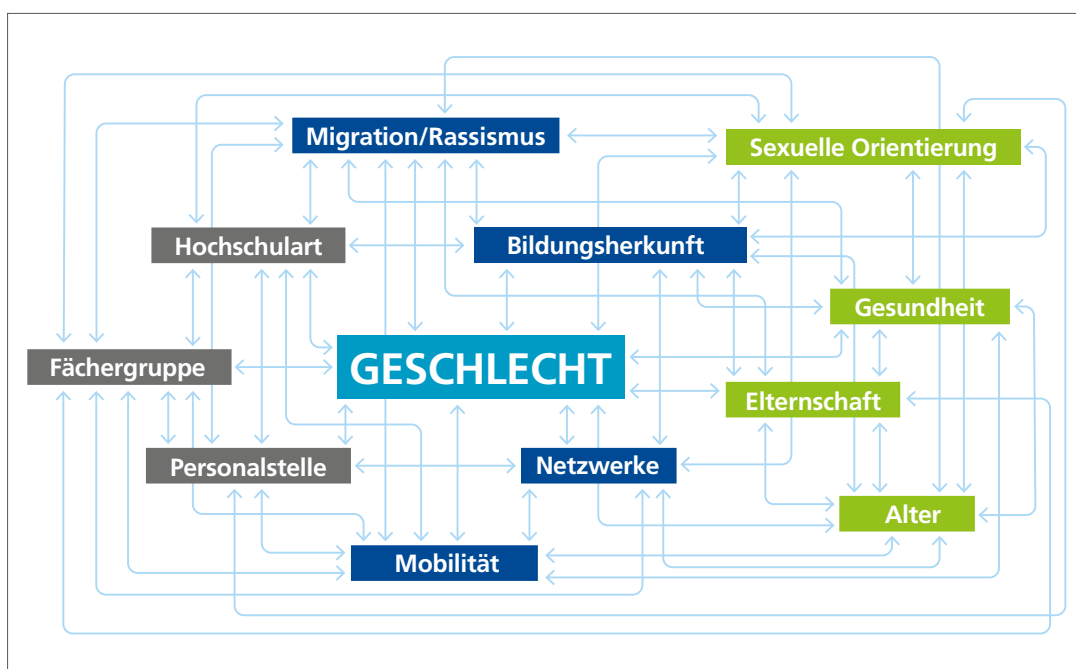 Migration/Rassismus
Sexuelle Orientierung
Hochschulart
Bildungsherkunft
Gesundheit
Fächergruppe
GESCHLECHT
Elternschaft
Personalstelle
Netzwerke
Alter
Mobilität